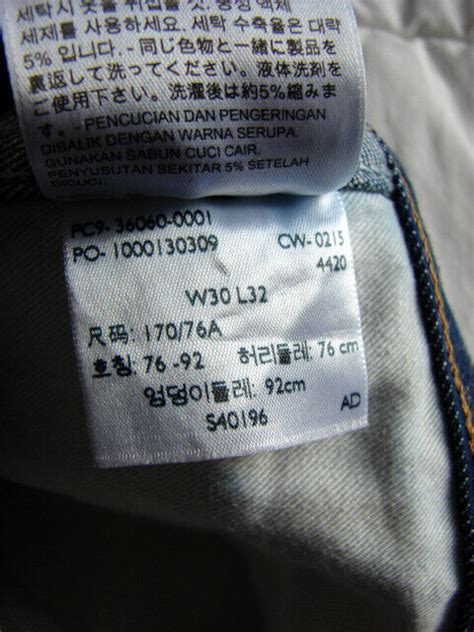 세탁시 뒷면을 뒤집을 것. 중성 액체
세제를 사용하세요. 세탁 수축율은 대략
5% 입니다. - 同じ色物と一緒に製品を
裏返して洗ってください。液体洗剤を
ご使用下さい。洗濯後は約5%縮みま
す。 - PENCUCIAN DAN PENGERINGAN
DIBALIK DENGAN WARNA SERUPA.
GUNAKAN SABUN CUCI CAIR.
PENYUSUTAN SEKITAR 5% SETELAH
DICUCI.
PC9- 36060-0001
PO- 1000130309 CW- 0215
4420
W30 L32
尺码: 170/76A
호칭: 76 -92 허리둘레: 76 cm
엉덩이둘레: 92cm
S40196 AD